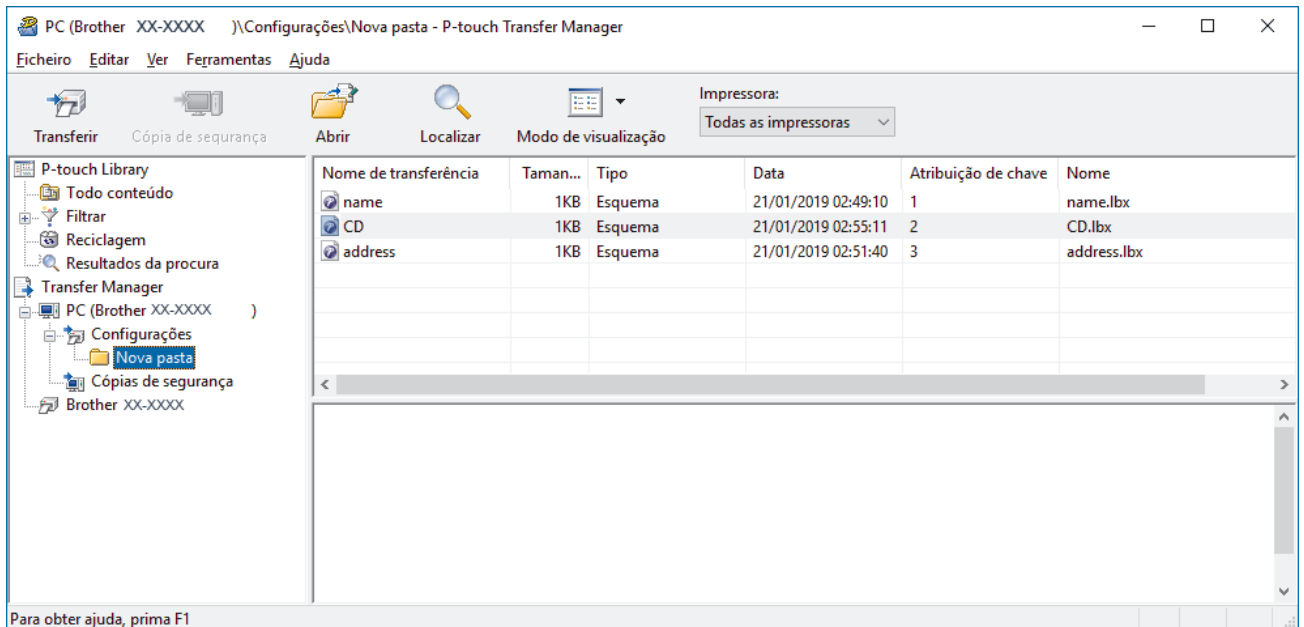 PC (Brother XX-XXXX )\Configurações\Nova pasta - P-touch Transfer Manager
Ficheiro Editar Ver Ferramentas Ajuda
Transferir Cópia de segurança Abrir Localizar Modo de visualização
Impressora:
Todas as impressoras
P-touch Library
Todo conteúdo
Filtrar
Reciclagem
Resultados da procura
Transfer Manager
PC (Brother XX-XXXX )
Configurações
Nova pasta
Cópias de segurança
Brother XX-XXXX
Nome de transferência Taman... Tipo Data Atribuição de chave Nome
name 1KB Esquema 21/01/2019 02:49:10 1 name.lbx
CD 1KB Esquema 21/01/2019 02:55:11 2 CD.lbx
address 1KB Esquema 21/01/2019 02:51:40 3 address.lbx
Para obter ajuda, prima F1